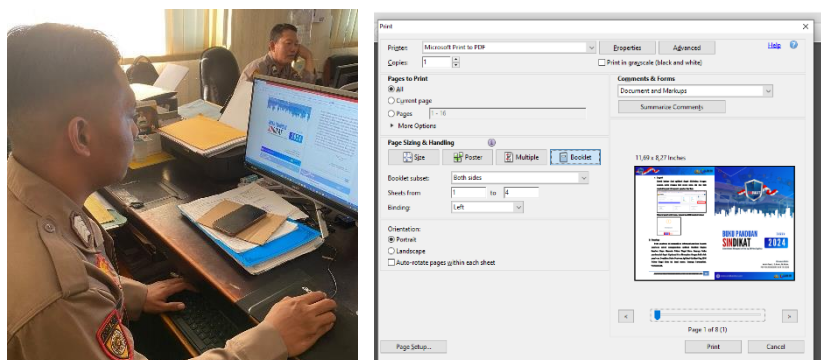 Print
Printer: Microsoft Print to PDF Properties Advanced Help
Copies: 1 Print in grayscale (black and white)
Pages to Print
All
Current page
Pages 1 - 16
More Options
Page Sizing & Handling
Size Poster Multiple Booklet
Booklet subset: Both sides
Sheets from 1 to 4
Binding: Left
Orientation:
Portrait
Landscape
Auto-rotate pages within each sheet
Comments & Forms
Document and Markups
Summarize Comments
11,69 x 8,27 Inches
BUKU PANDUAN
SINDIKAT 2024
Page 1 of 8 (1)
Page Setup...
Print Cancel